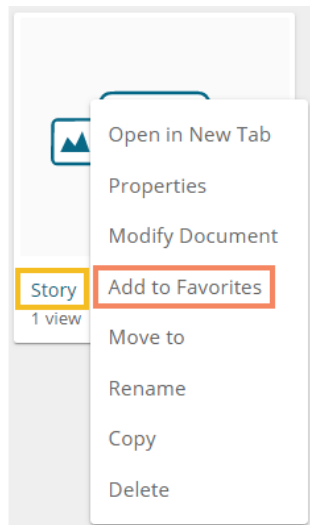 Open in New Tab
Properties
Modify Document
Add to Favorites
Story
1 view
Move to
Rename
Copy
Delete